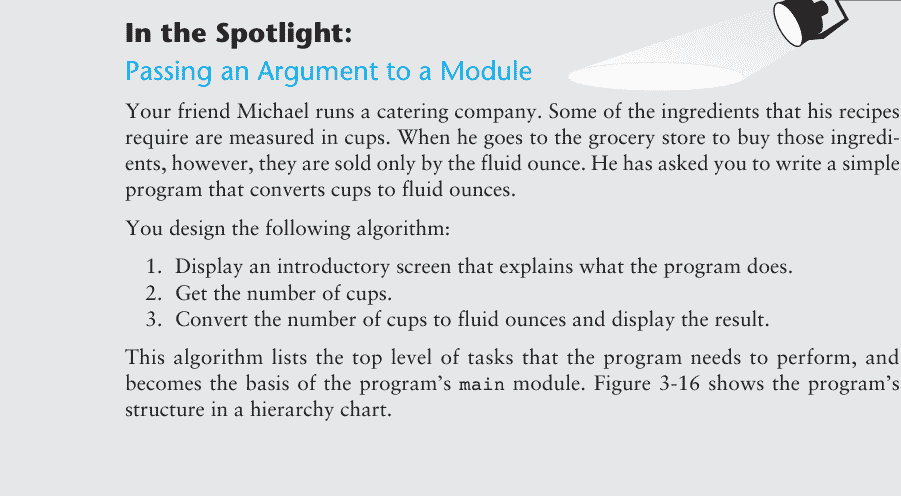 In the Spotlight:
Passing an Argument to a Module
Your friend Michael runs a catering company. Some of the ingredients that his recipes
require are measured in cups. When he goes to the grocery store to buy those ingredi-
ents, however, they are sold only by the fluid ounce. He has asked you to write a simple
program that converts cups to fluid ounces.
You design the following algorithm:
1. Display an introductory screen that explains what the program does.
2. Get the number of cups.
3. Convert the number of cups to fluid ounces and display the result.
This algorithm lists the top level of tasks that the program needs to perform, and
becomes the basis of the program’s main module. Figure 3-16 shows the program’s
structure in a hierarchy chart.